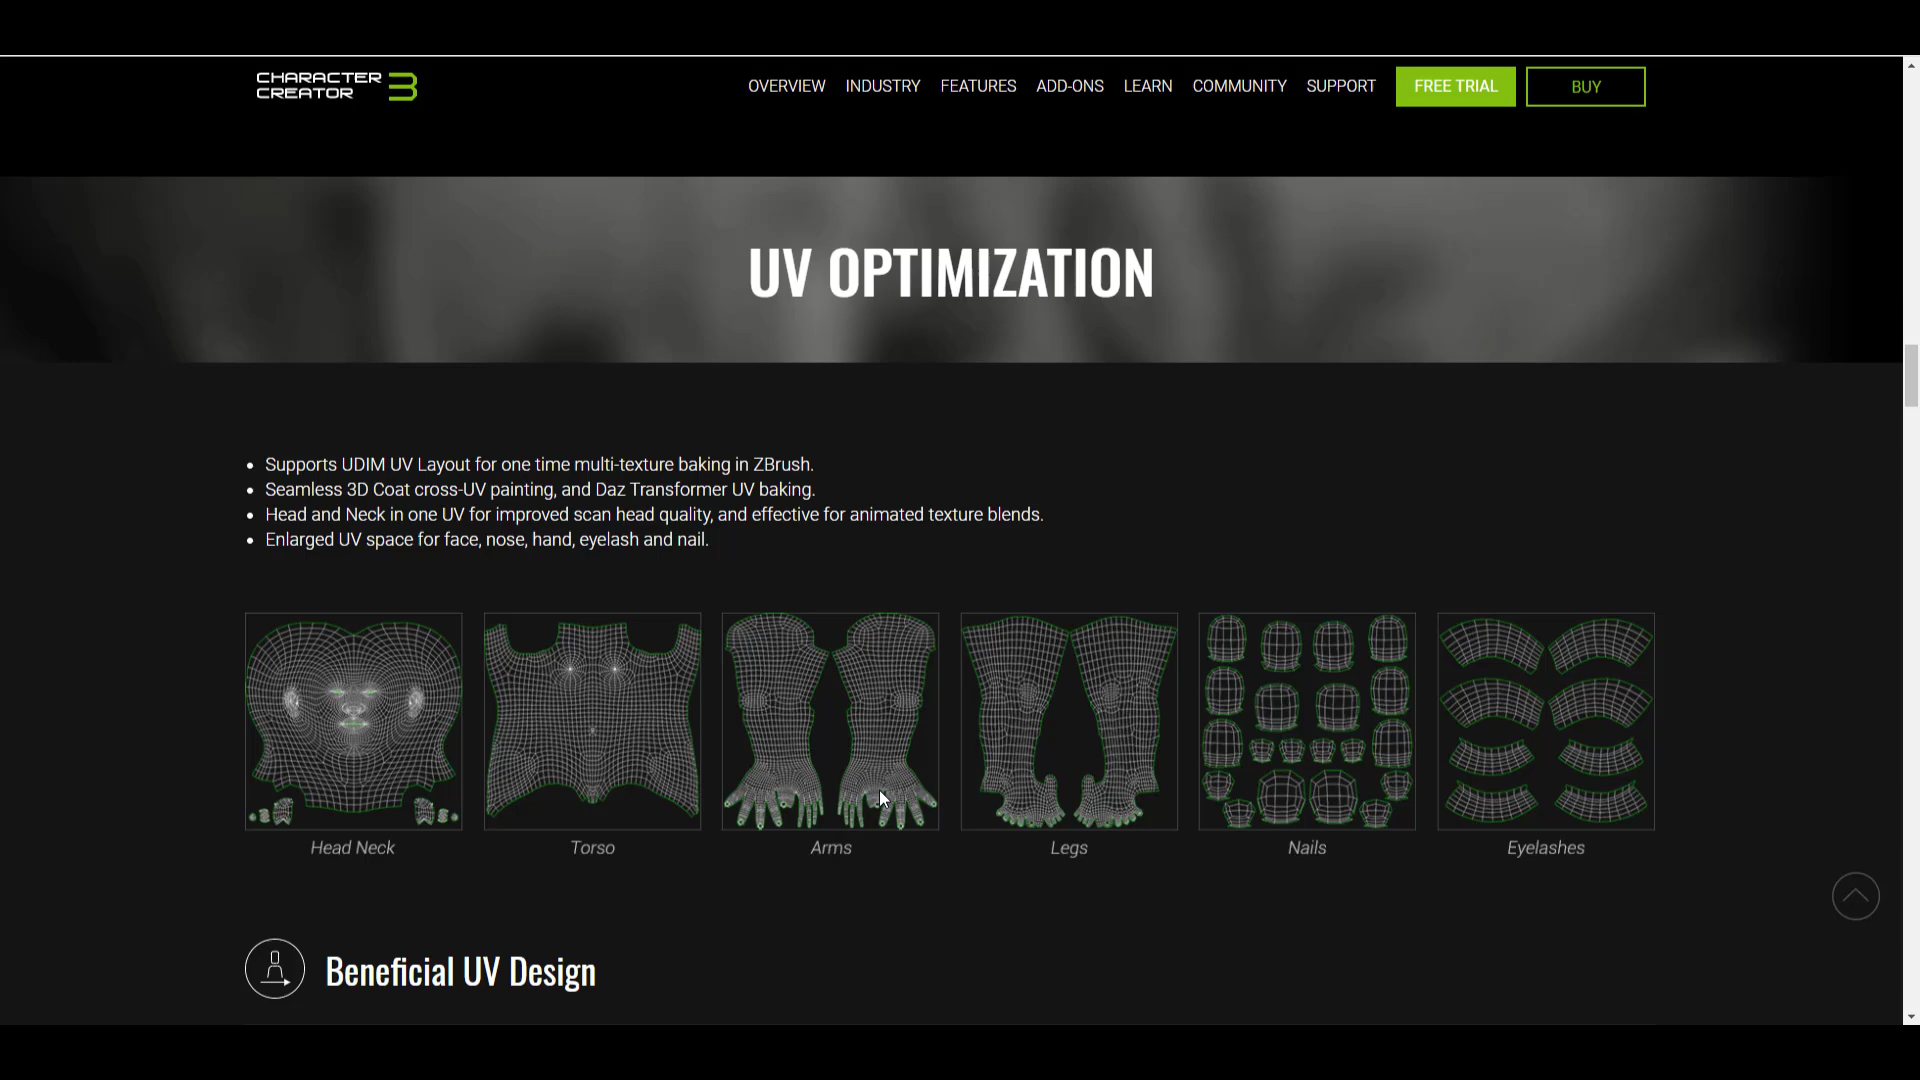 CHARACTER
CREATOR 3
OVERVIEW INDUSTRY FEATURES ADD-ONS LEARN COMMUNITY SUPPORT FREE TRIAL BUY
UV OPTIMIZATION
Supports UDIM UV Layout for one time multi-texture baking in ZBrush.
Seamless 3D Coat cross-UV painting, and Daz Transformer UV baking.
Head and Neck in one UV for improved scan head quality, and effective for animated texture blends.
Enlarged UV space for face, nose, hand, eyelash and nail.
Head Neck Torso Arms Legs Nails Eyelashes
Beneficial UV Design